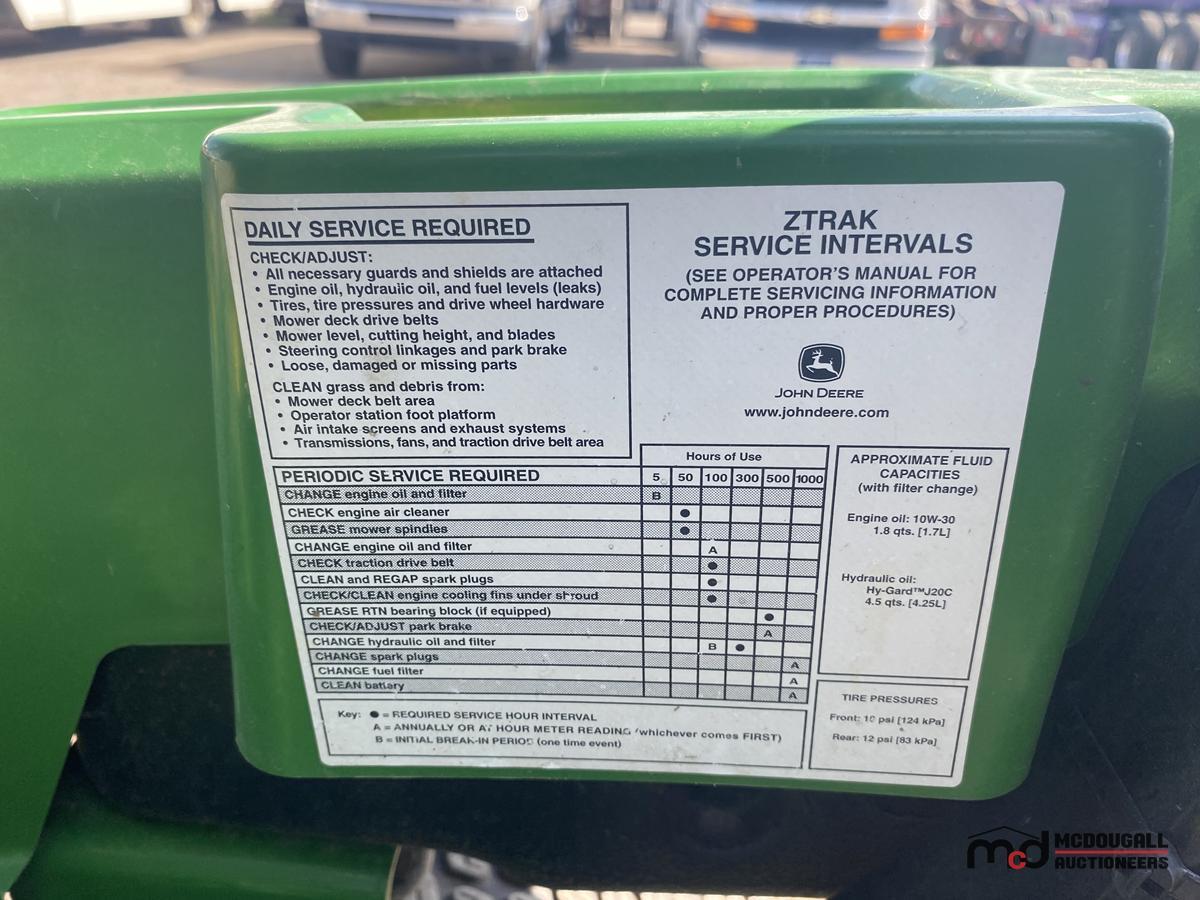 DAILY SERVICE REQUIRED
CHECK/ADJUST:
• All necessary guards and shields are attached
• Engine oil, hydraulic oil, and fuel levels (leaks)
• Tires, tire pressures and drive wheel hardware
• Mower deck drive belts
• Mower level, cutting height, and blades
• Steering control linkages and park brake
• Loose, damaged or missing parts
CLEAN grass and debris from:
• Mower deck belt area
• Operator station foot platform
• Air intake screens and exhaust systems
• Transmissions, fans, and traction drive belt area
ZTRAK
SERVICE INTERVALS
(SEE OPERATOR'S MANUAL FOR
COMPLETE SERVICING INFORMATION
AND PROPER PROCEDURES)
JOHN DEERE
www.johndeere.com
Hours of Use
PERIODIC SERVICE REQUIRED 5 50 100 300 500 1000
CHANGE engine oil and filter B
CHECK engine air cleaner ●
GREASE mower spindles ●
CHANGE engine oil and filter A
CHECK traction drive belt ●
CLEAN and REGAP spark plugs ●
CHECK/CLEAN engine cooling fins under shroud ●
GREASE RTN bearing block (if equipped) ●
CHECK/ADJUST park brake A
CHANGE hydraulic oil and filter B ●
CHANGE spark plugs A
CHANGE fuel filter A
CLEAN battery A
Key: ● = REQUIRED SERVICE HOUR INTERVAL
A = ANNUALLY OR AT HOUR METER READING (whichever comes FIRST)
B = INITIAL BREAK-IN PERIOD (one time event)
APPROXIMATE FLUID
CAPACITIES
(with filter change)
Engine oil: 10W-30
1.8 qts. [1.7L]
Hydraulic oil:
Hy-Gard™J20C
4.5 qts. [4.25L]
TIRE PRESSURES
Front: psi [124 kPa]
Rear: 12 psi [83 kPa]
mcd MCDOUGALL
AUCTIONEERS